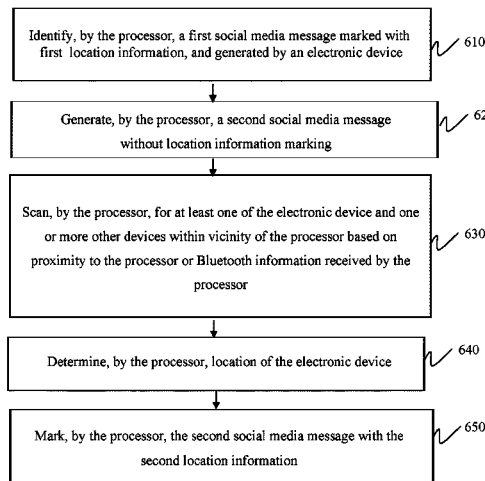 Identify, by the processor, a first social media message marked with
first location information, and generated by an electronic device
610
Generate, by the processor, a second social media message
without location information marking
62
Scan, by the processor, for at least one of the electronic device and one
or more other devices within vicinity of the processor based on
proximity to the processor or Bluetooth information received by the
processor
630
Determine, by the processor, location of the electronic device
640
Mark, by the processor, the second social media message with the
second location information
650